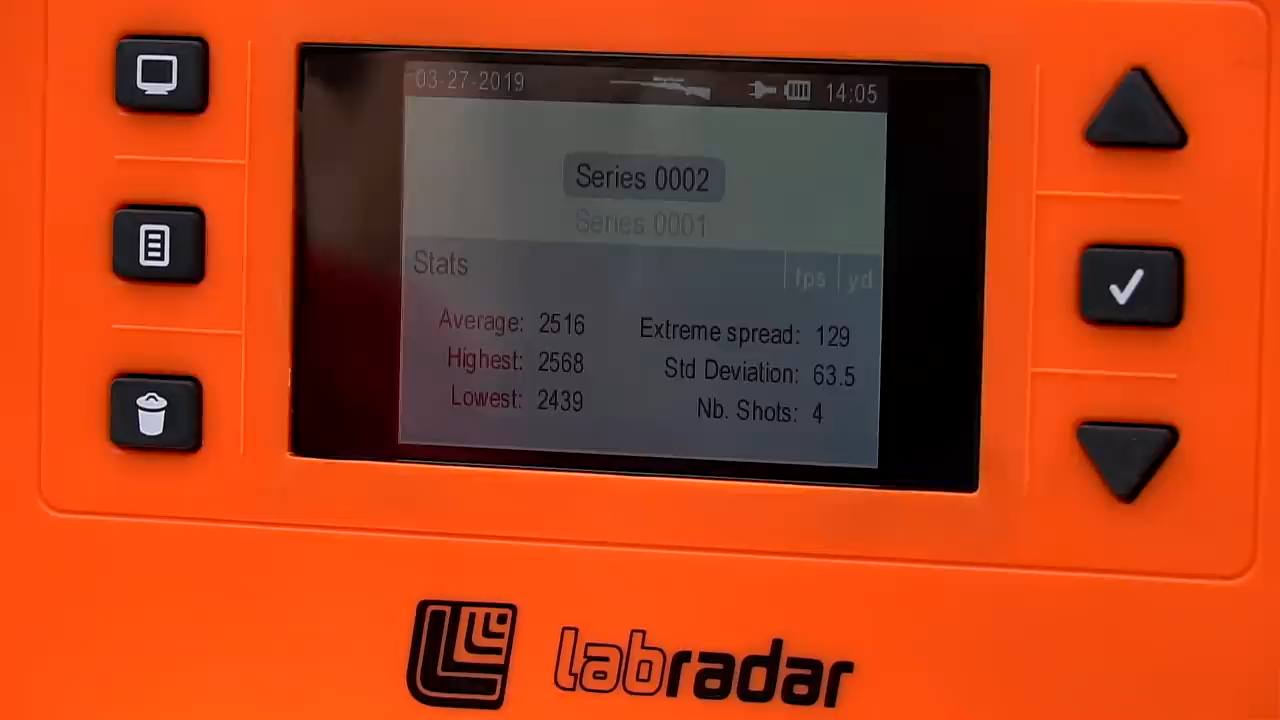 03-27-2019 14:05
Series 0002
Series 0001
Stats fps yd
Average: 2516 Extreme spread: 129
Highest: 2568 Std Deviation: 63.5
Lowest: 2439 Nb. Shots: 4
labradar